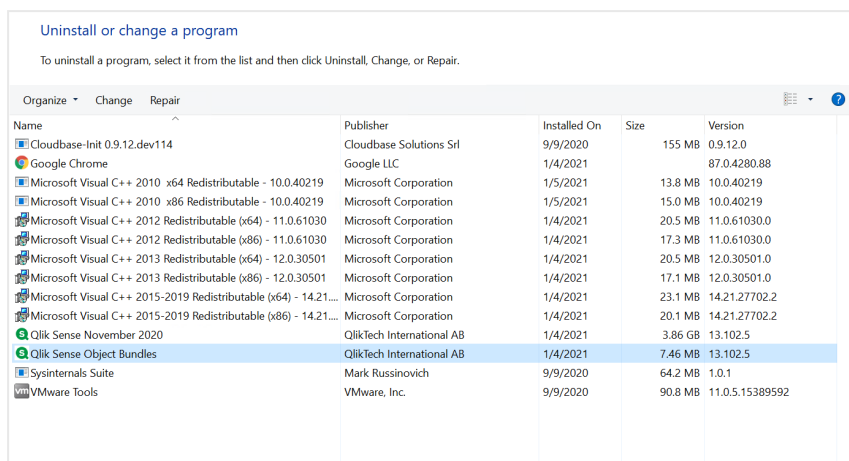 Uninstall or change a program
To uninstall a program, select it from the list and then click Uninstall, Change, or Repair.
Organize Change Repair ?
Name Publisher Installed On Size Version
Cloudbase-Init 0.9.12.dev114 Cloudbase Solutions Srl 9/9/2020 155 MB 0.9.12.0
Google Chrome Google LLC 1/4/2021 87.0.4280.88
Microsoft Visual C++ 2010 x64 Redistributable - 10.0.40219 Microsoft Corporation 1/5/2021 13.8 MB 10.0.40219
Microsoft Visual C++ 2010 x86 Redistributable - 10.0.40219 Microsoft Corporation 1/5/2021 15.0 MB 10.0.40219
Microsoft Visual C++ 2012 Redistributable (x64) - 11.0.61030 Microsoft Corporation 1/4/2021 20.5 MB 11.0.61030.0
Microsoft Visual C++ 2012 Redistributable (x86) - 11.0.61030 Microsoft Corporation 1/4/2021 17.3 MB 11.0.61030.0
Microsoft Visual C++ 2013 Redistributable (x64) - 12.0.30501 Microsoft Corporation 1/4/2021 20.5 MB 12.0.30501.0
Microsoft Visual C++ 2013 Redistributable (x86) - 12.0.30501 Microsoft Corporation 1/4/2021 17.1 MB 12.0.30501.0
Microsoft Visual C++ 2015-2019 Redistributable (x64) - 14.21.... Microsoft Corporation 1/4/2021 23.1 MB 14.21.27702.2
Microsoft Visual C++ 2015-2019 Redistributable (x86) - 14.21.... Microsoft Corporation 1/4/2021 20.1 MB 14.21.27702.2
Qlik Sense November 2020 QlikTech International AB 1/4/2021 3.86 GB 13.102.5
Qlik Sense Object Bundles QlikTech International AB 1/4/2021 7.46 MB 13.102.5
Sysinternals Suite Mark Russinovich 9/9/2020 64.2 MB 1.0.1
vm VMware Tools VMware, Inc. 9/9/2020 90.8 MB 11.0.5.15389592